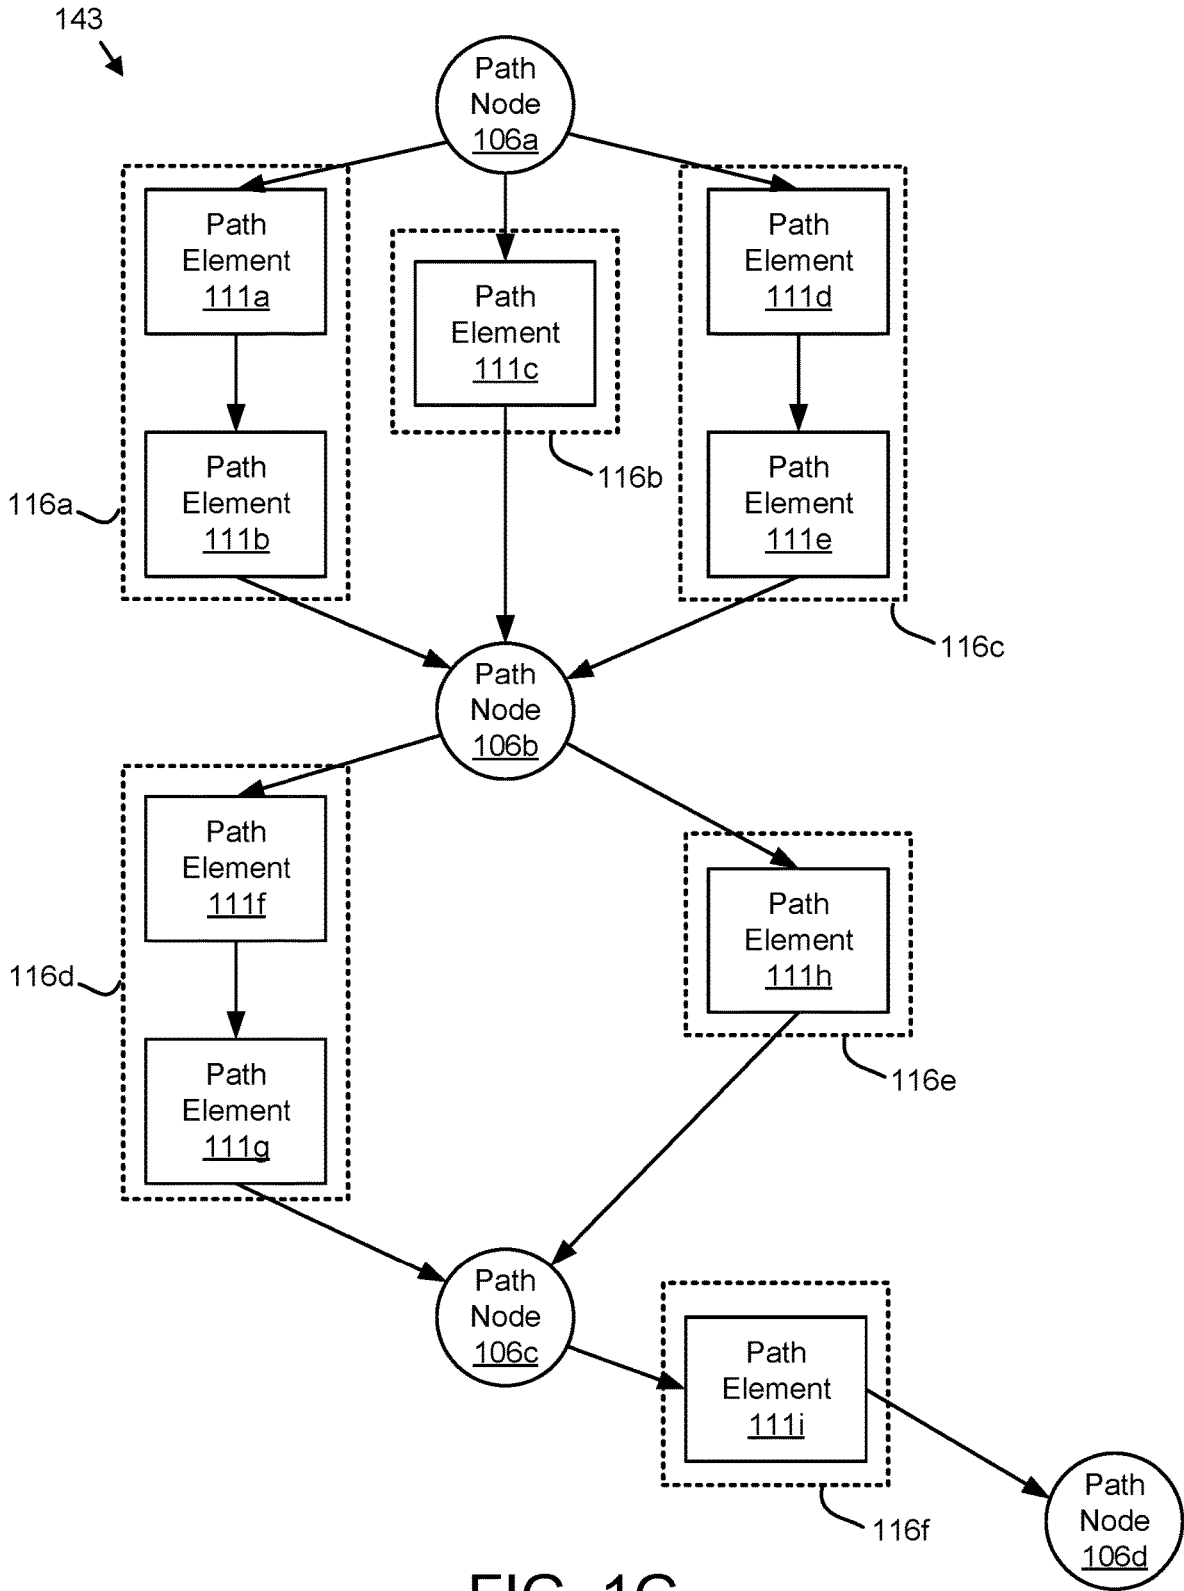 143
Path
Node
106a
Path
Element
111a
Path
Element
111c
Path
Element
111d
Path
Element
111b
116a
116b
Path
Element
111e
116c
Path
Node
106b
Path
Element
111f
Path
Element
111h
116d
116e
Path
Element
111g
Path
Node
106c
Path
Element
111i
116f
Path
Node
106d